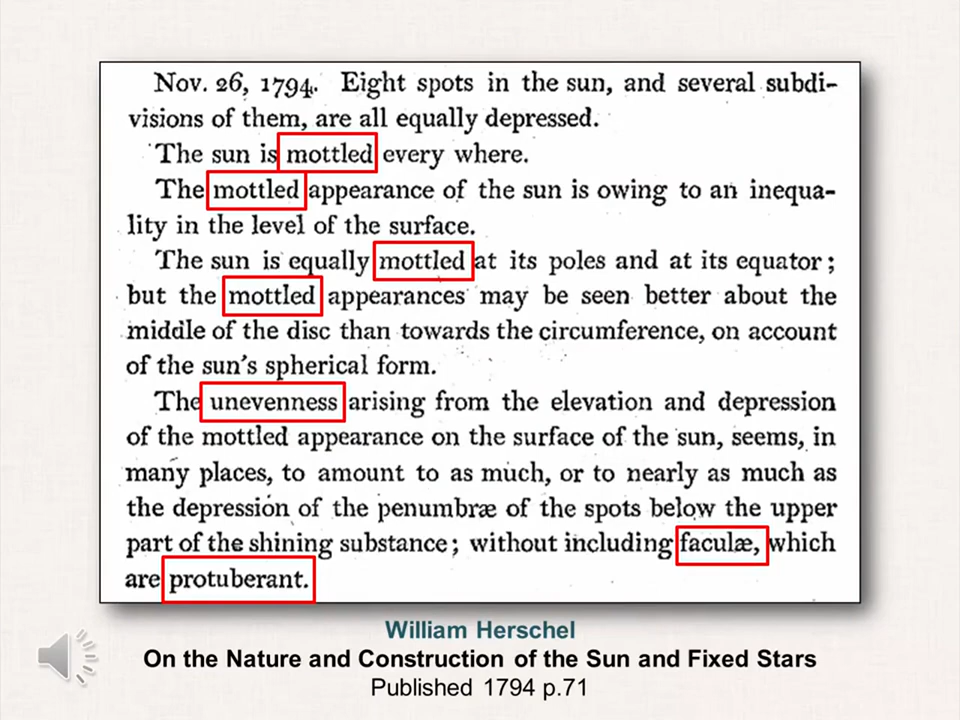 Nov. 26, 1794. Eight spots in the sun, and several subdi-
visions of them, are all equally depressed.
The sun is mottled every where.
The mottled appearance of the sun is owing to an inequa-
lity in the level of the surface.
The sun is equally mottled at its poles and at its equator;
but the mottled appearances may be seen better about the
middle of the disc than towards the circumference, on account
of the sun's spherical form.
The unevenness arising from the elevation and depression
of the mottled appearance on the surface of the sun, seems, in
many places, to amount to as much, or to nearly as much as
the depression of the penumbræ of the spots below the upper
part of the shining substance; without including faculæ, which
are protuberant.
William Herschel
On the Nature and Construction of the Sun and Fixed Stars
Published 1794 p.71